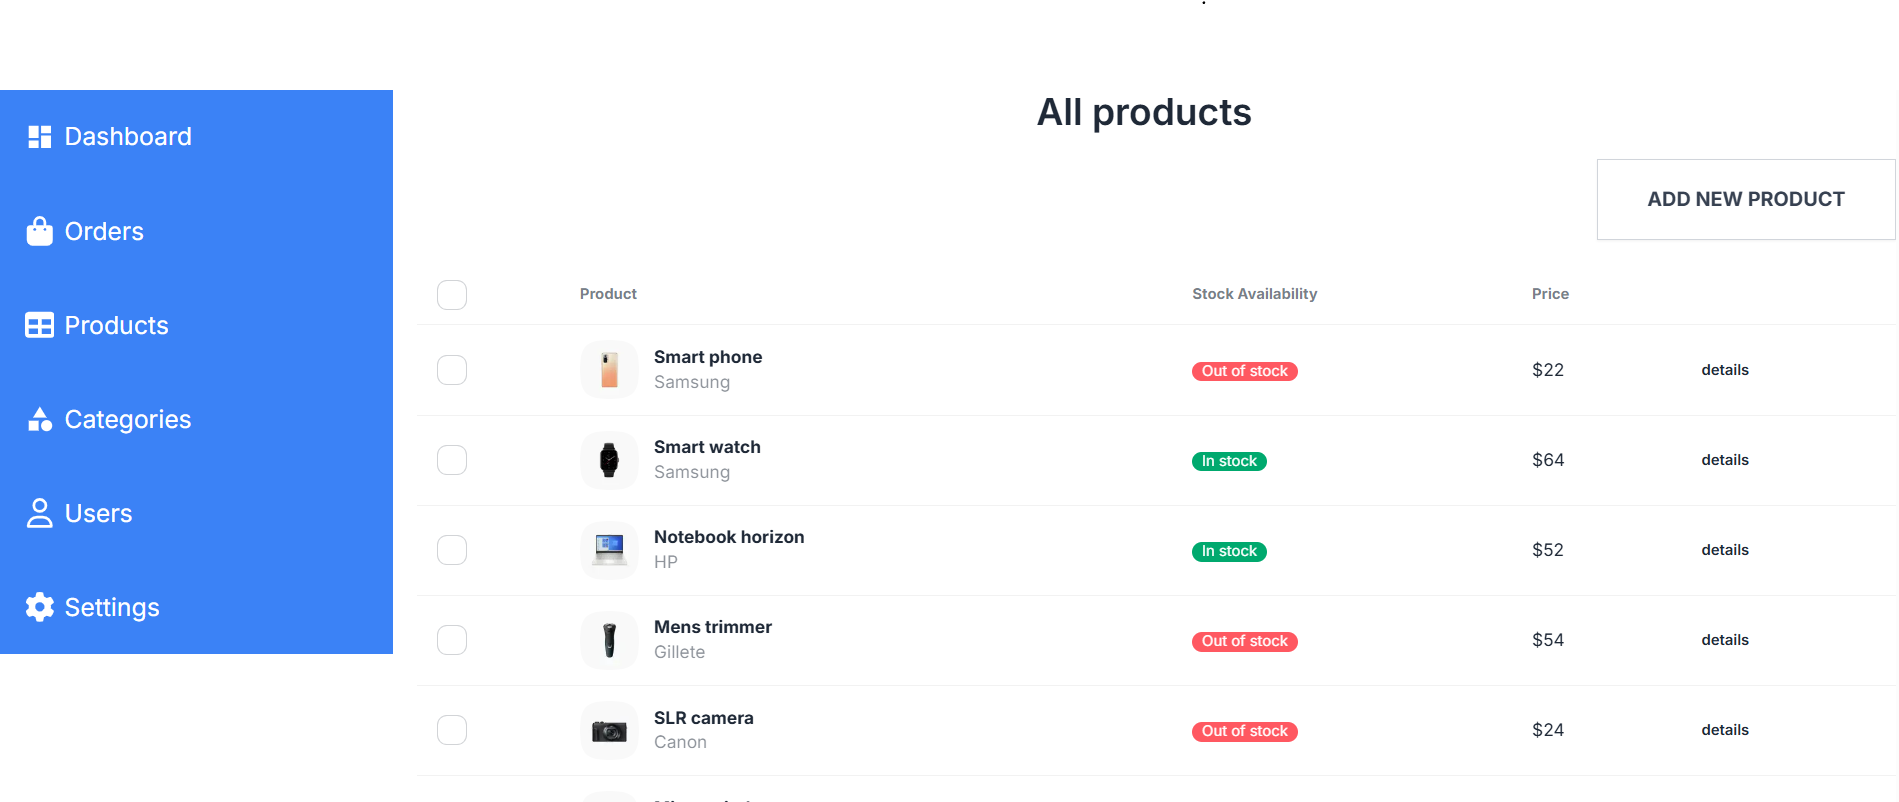 Dashboard
Orders
Products
Categories
Users
Settings
All products
ADD NEW PRODUCT
Product Stock Availability Price
Smart phone
Samsung
Out of stock
$22
details
Smart watch
Samsung
In stock
$64
details
Notebook horizon
HP
In stock
$52
details
Mens trimmer
Gillete
Out of stock
$54
details
SLR camera
Canon
Out of stock
$24
details